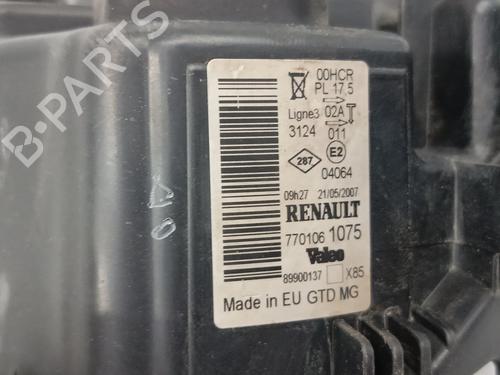 00HCR
PL 17.5
Ligne3 02A
3124 011
287 E2
04064
09h27 21/05/2007
RENAULT
770106 1075
Valeo
89900137 X85
Made in EU GTD MG
B-PARTS